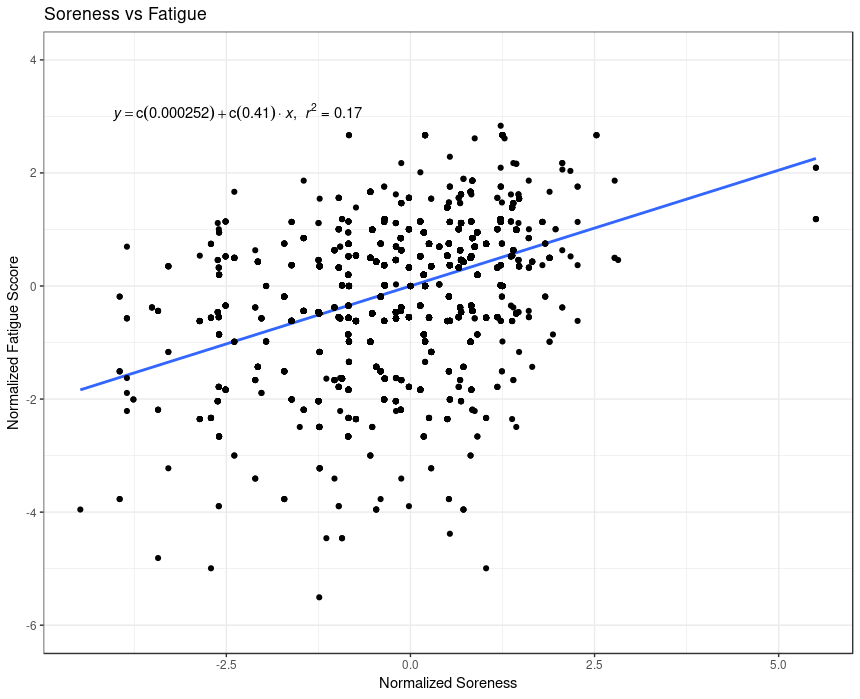 Soreness vs Fatigue
y = c(0.000252) + c(0.41) · x, r² = 0.17
Normalized Fatigue Sccore
4
2
0
-2
-4
-6
-2.5 0.0 2.5 5.0
Normalized Soreness